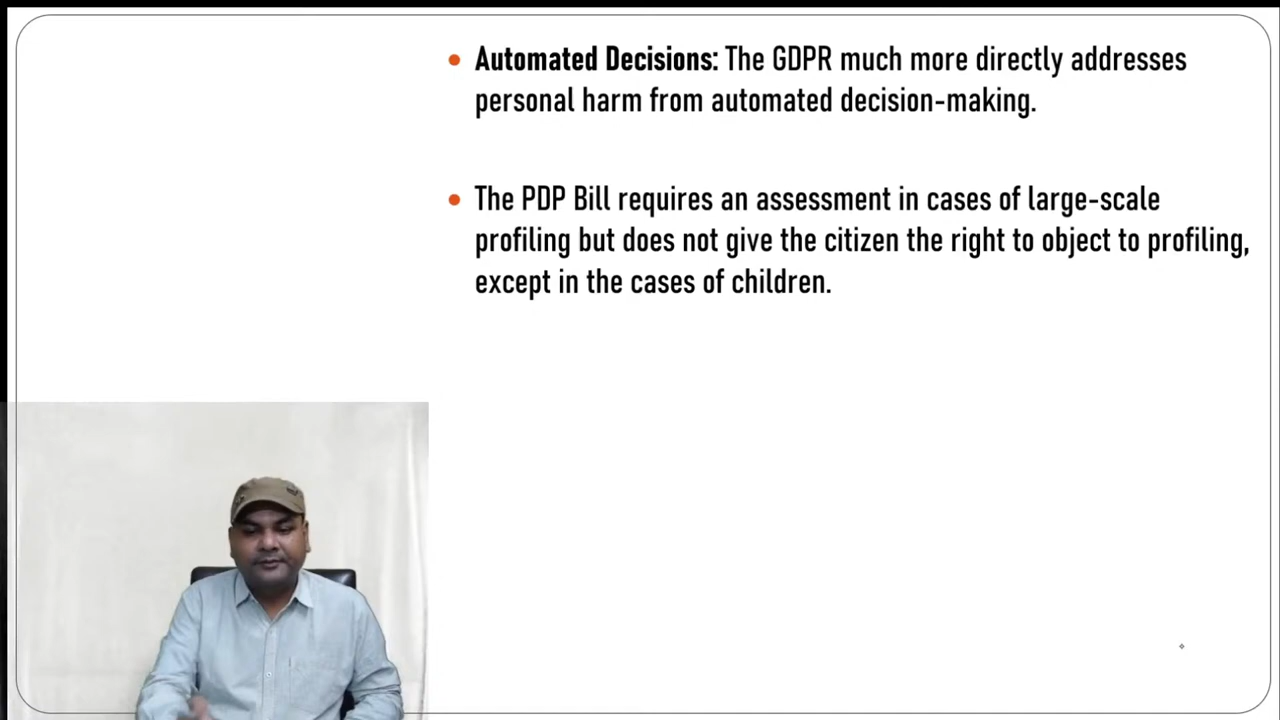 Automated Decisions: The GDPR much more directly addresses
personal harm from automated decision-making.
The PDP Bill requires an assessment in cases of large-scale
profiling but does not give the citizen the right to object to profiling,
except in the cases of children.